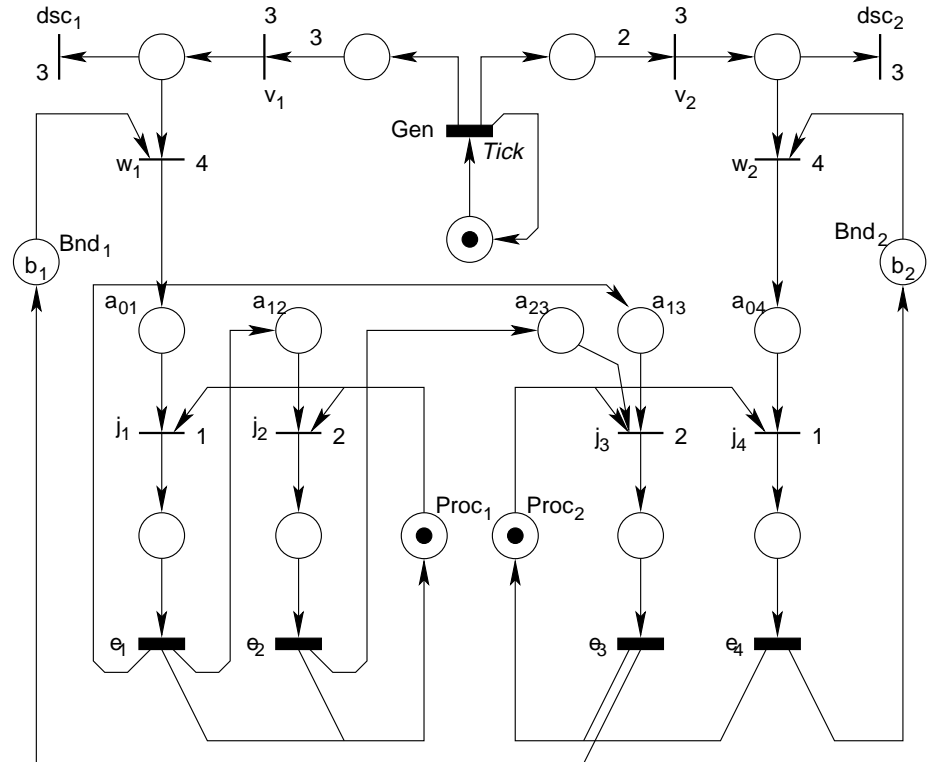 dsc1 3 3 dsc2
3 2
3 v1 v2 3
Gen Tick
w1 4 w2 4
Bnd1 Bnd2
b1 b2
a01 a12 a23 a13 a04
j1 1 j2 2 j3 2 j4 1
Proc1 Proc2
e1 e2 e3 e4